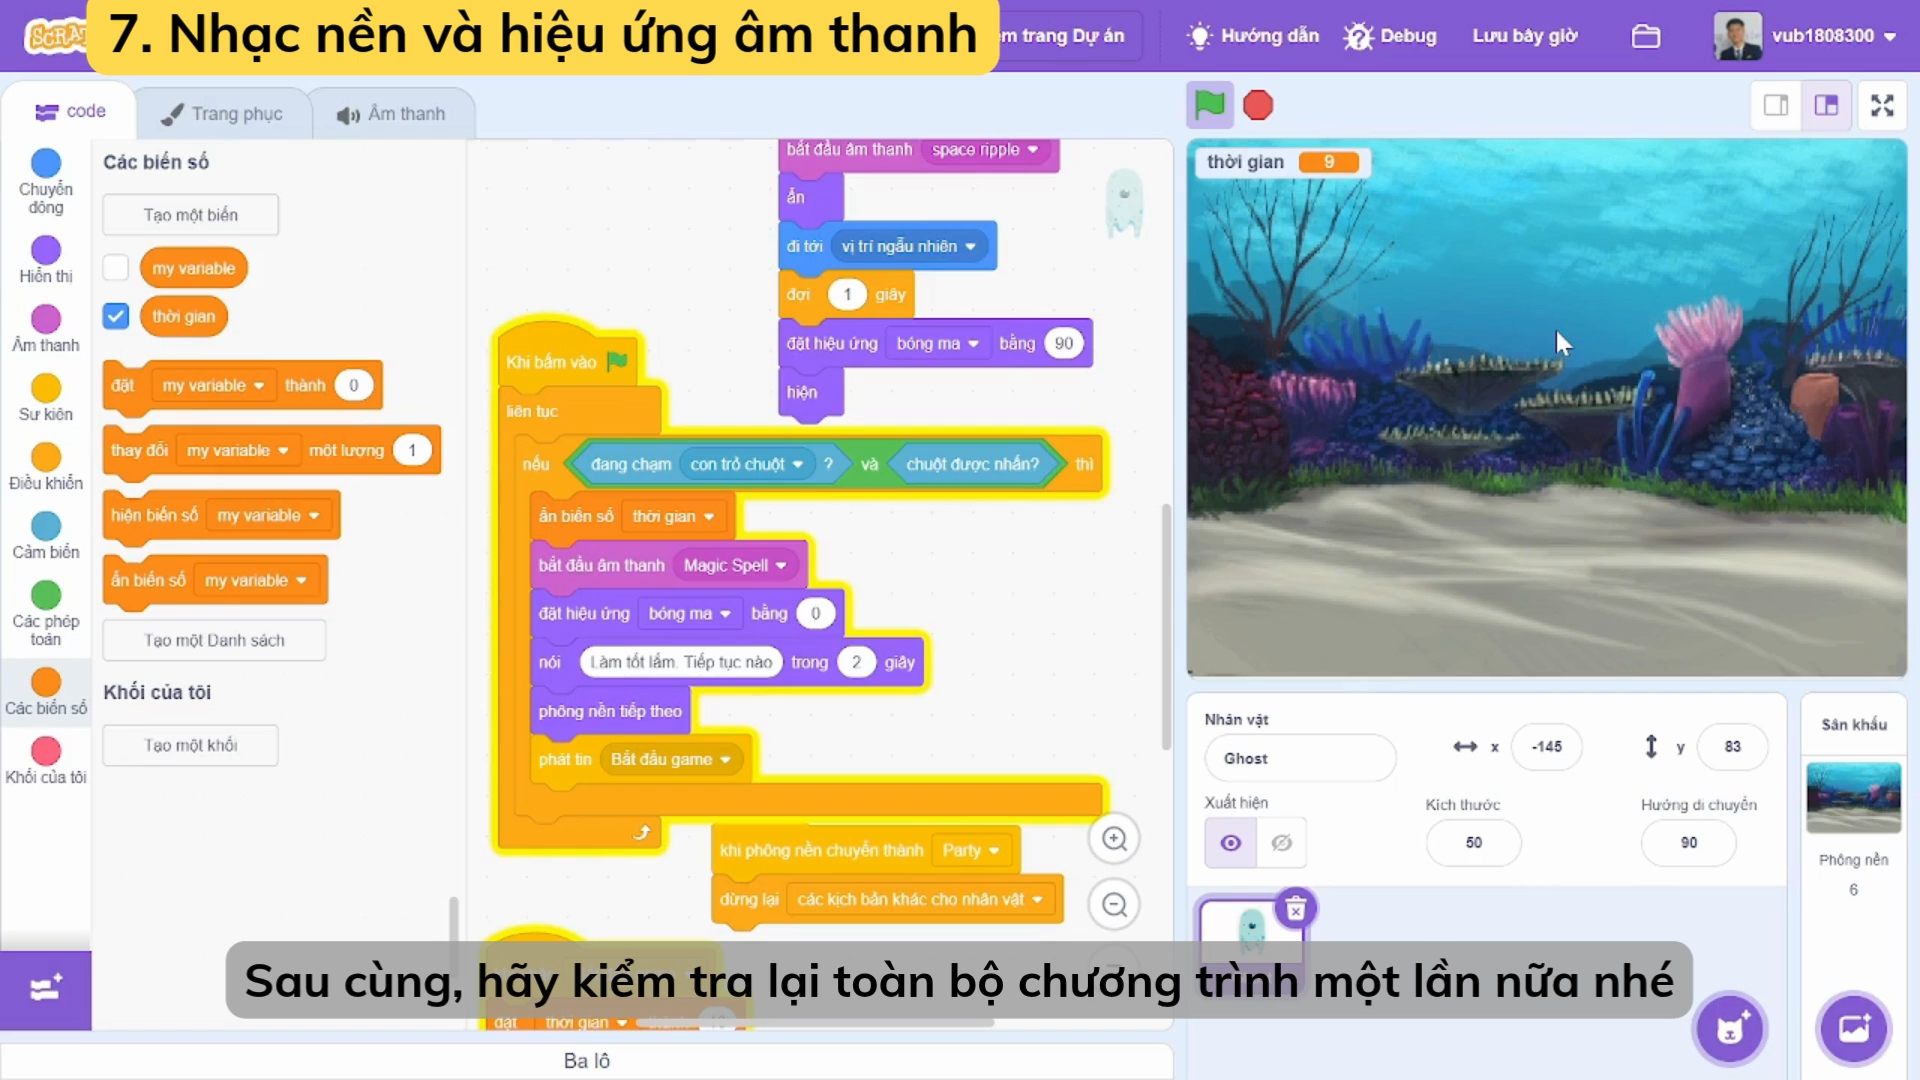 SCRAT
7. Nhạc nền và hiệu ứng âm thanh
m trang Dự án
Hướng dẫn
Debug
Lưu bây giờ
vub1808300
code
Trang phục
Âm thanh
Chuyển động
Hiển thị
Âm thanh
Sự kiện
Điều khiển
Cảm biến
Các phép toán
Các biến số
Khối của tôi
Các biến số
Tạo một biến
my variable
thời gian
đặt my variable thành 0
thay đổi my variable một lượng 1
hiện biến số my variable
ẩn biến số my variable
Tạo một Danh sách
Khối của tôi
Tạo một khối
bắt đầu âm thanh space ripple
ẩn
đi tới vị trí ngẫu nhiên
đợi 1 giây
đặt hiệu ứng bóng ma bằng 90
hiện
Khi bấm vào
liên tục
nếu đang chạm con trỏ chuột ? và chuột được nhấn? thì
ẩn biến số thời gian
bắt đầu âm thanh Magic Spell
đặt hiệu ứng bóng ma bằng 0
nói Làm tốt lắm. Tiếp tục nào trong 2 giây
phông nền tiếp theo
phát tin Bắt đầu game
khi phông nền chuyển thành Party
dừng lại các kịch bản khác cho nhân vật
đặt thời gian
thời gian 9
Nhân vật
Ghost
x -145
y 83
Xuất hiện
Kích thước
50
Hướng di chuyển
90
Sân khấu
Phông nền
6
Sau cùng, hãy kiểm tra lại toàn bộ chương trình một lần nữa nhé
Ba lô